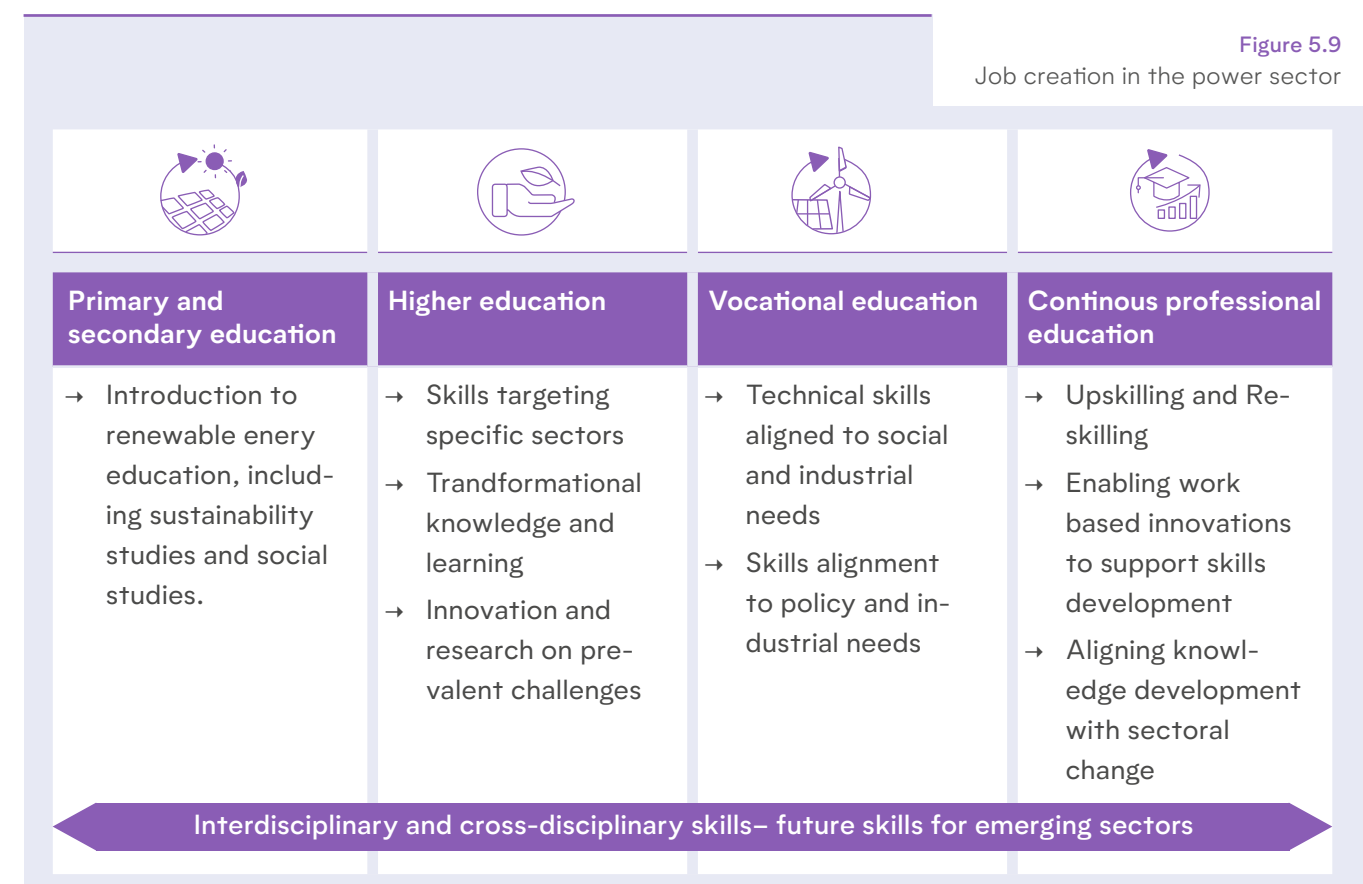 Figure 5.9
Job creation in the power sector
Primary and
secondary education
→ Introduction to
renewable enery
education, includ-
ing sustainability
studies and social
studies.
Higher education
→ Skills targeting
specific sectors
→ Trandformational
knowledge and
learning
→ Innovation and
research on pre-
valent challenges
Vocational education
→ Technical skills
aligned to social
and industrial
needs
→ Skills alignment
to policy and in-
dustrial needs
Continous professional
education
→ Upskilling and Re-
skilling
→ Enabling work
based innovations
to support skills
development
→ Aligning knowl-
edge development
with sectoral
change
Interdisciplinary and cross-disciplinary skills– future skills for emerging sectors